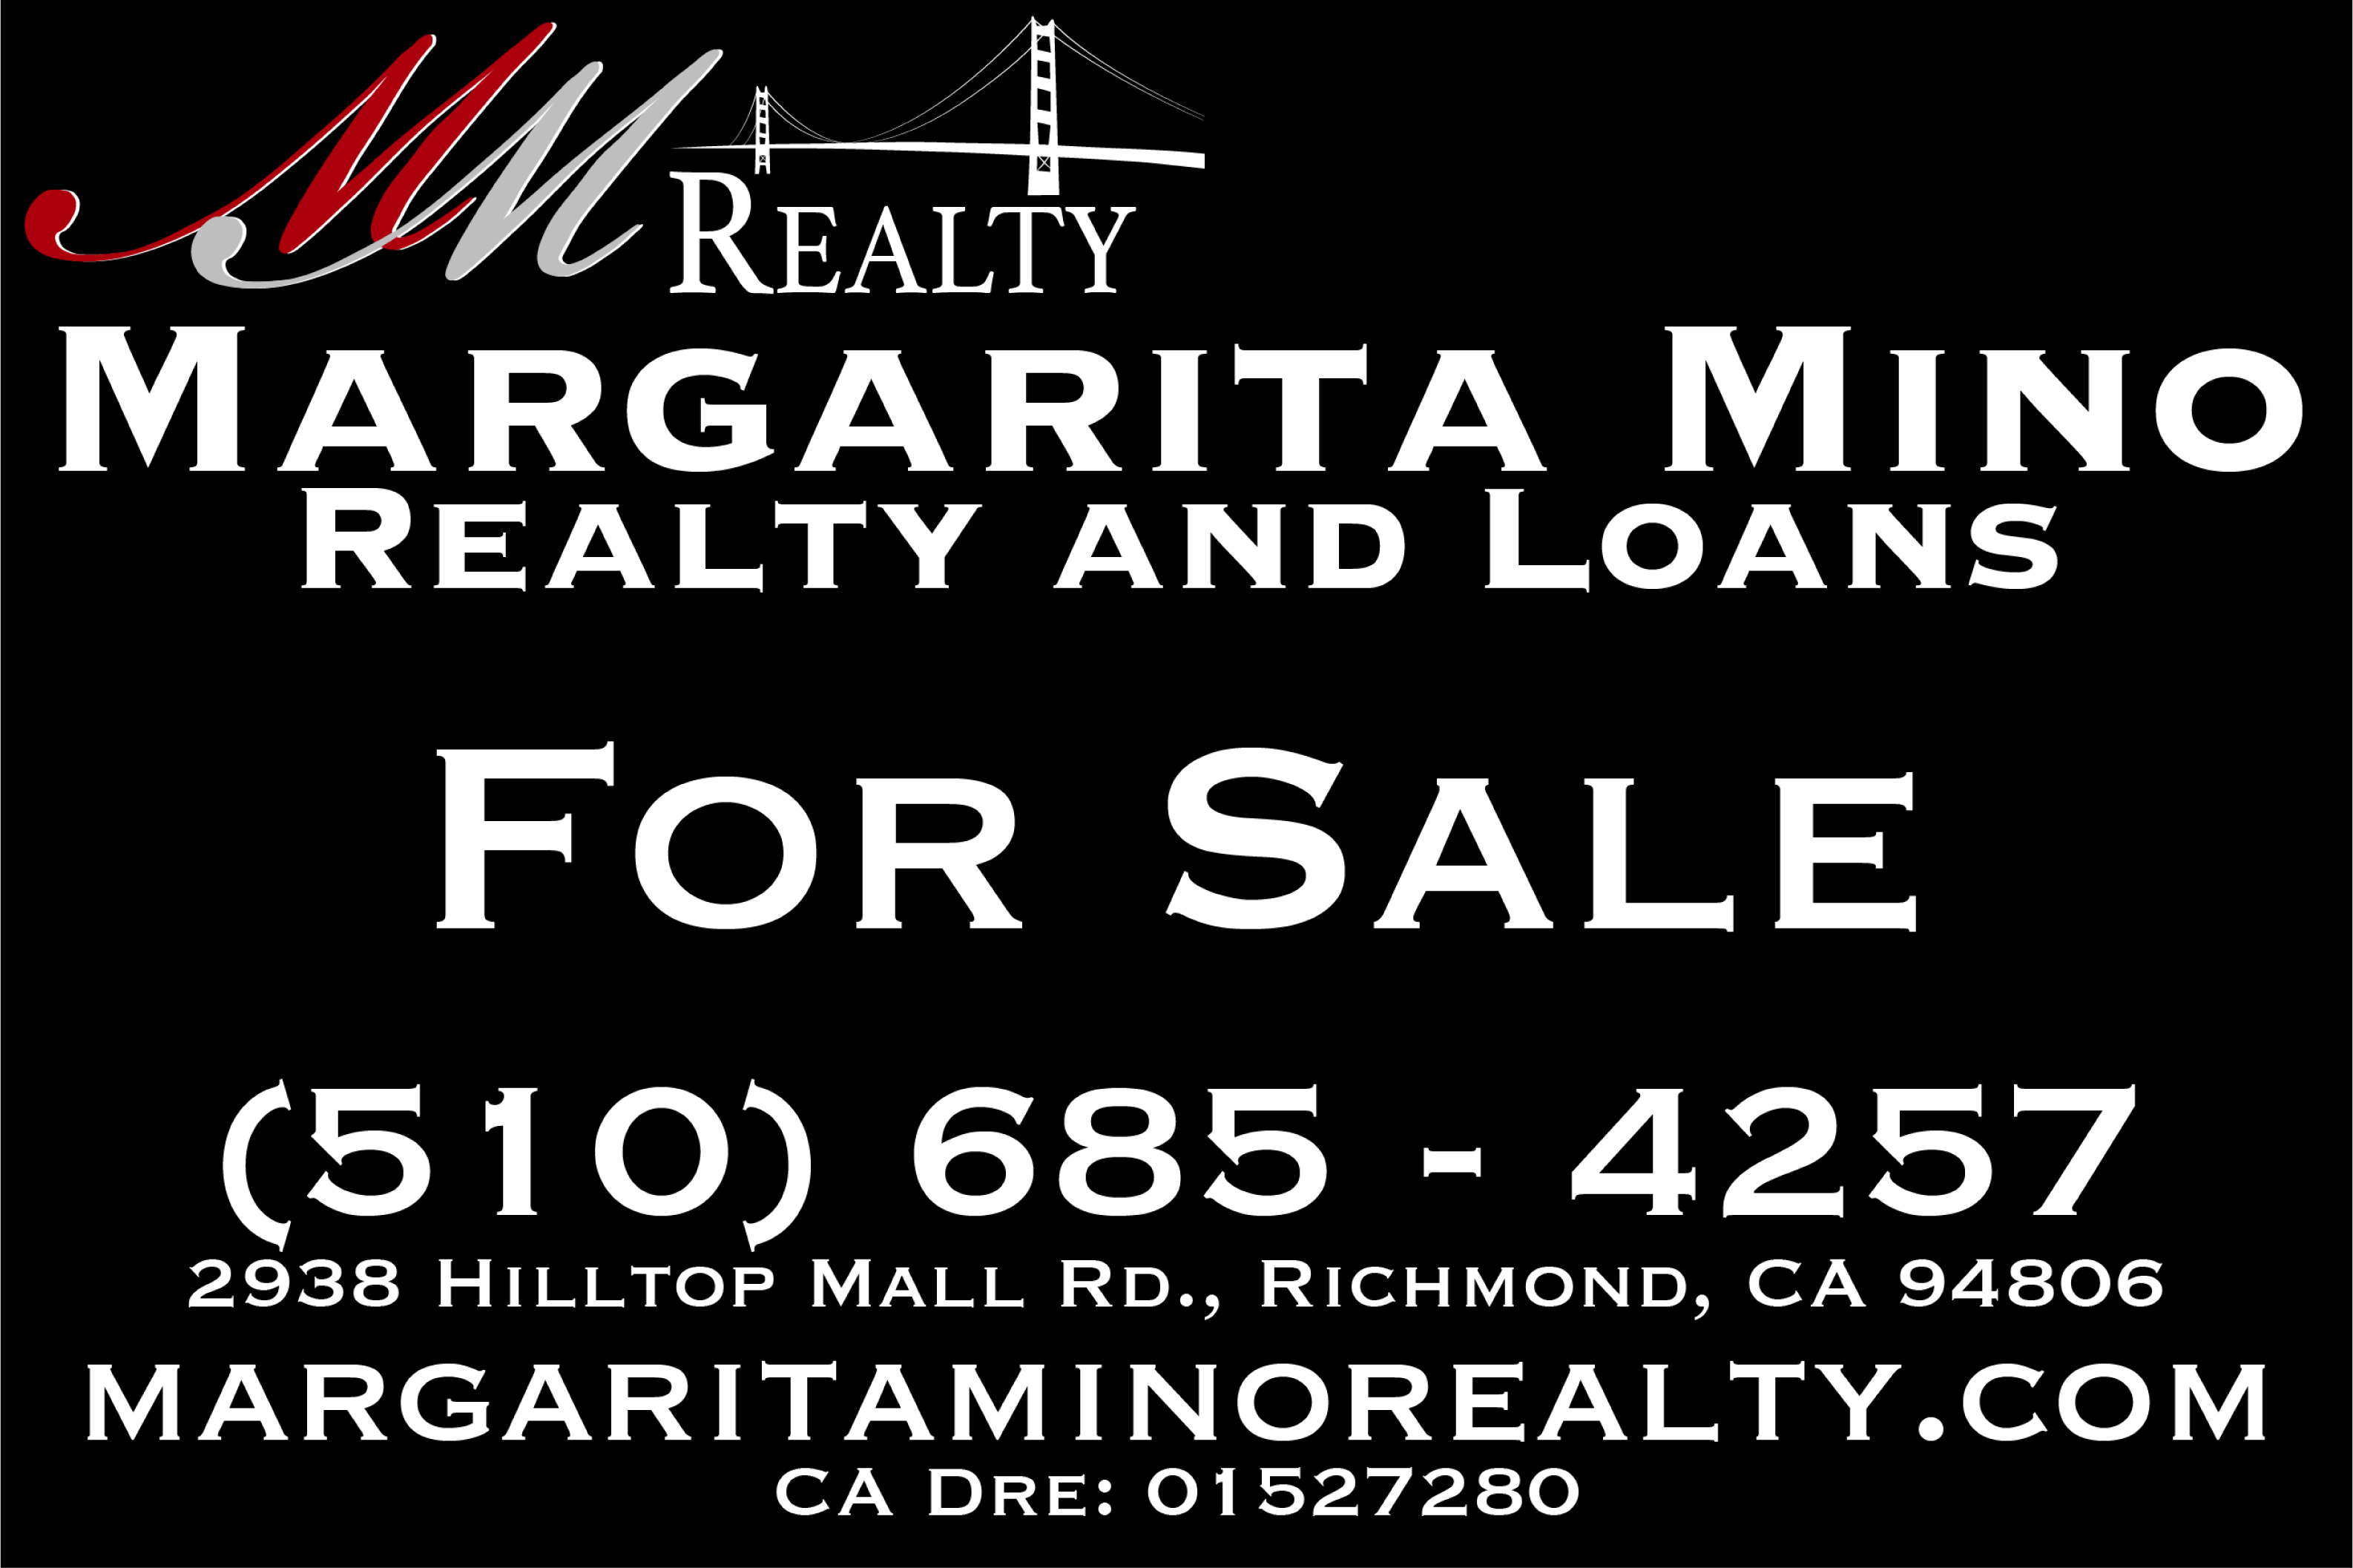 MM
REALTY
MARGARITA MINO
REALTY AND LOANS
FOR SALE
(510) 685 - 4257
2938 HILLTOP MALL RD., RICHMOND, CA 94806
MARGARITAMINOREALTY.COM
CA DRE: 01527280